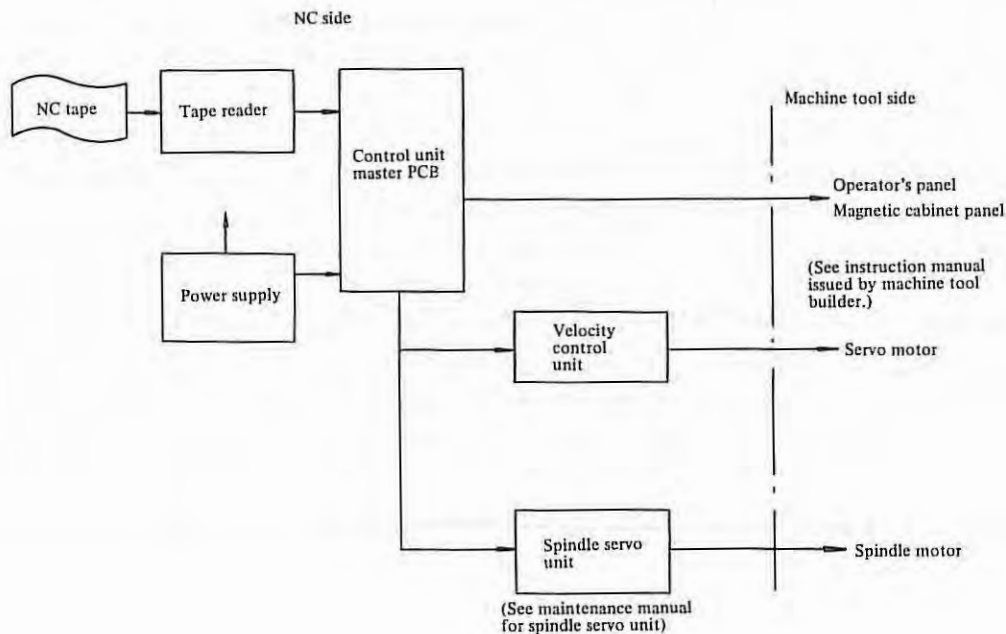 NC side
NC tape
Tape reader
Control unit
master PCB
Machine tool side
Operator's panel
Magnetic cabinet panel
Power supply
(See instruction manual
issued by machine tool
builder.)
Velocity
control
unit
Servo motor
Spindle servo
unit
Spindle motor
(See maintenance manual
for spindle servo unit)